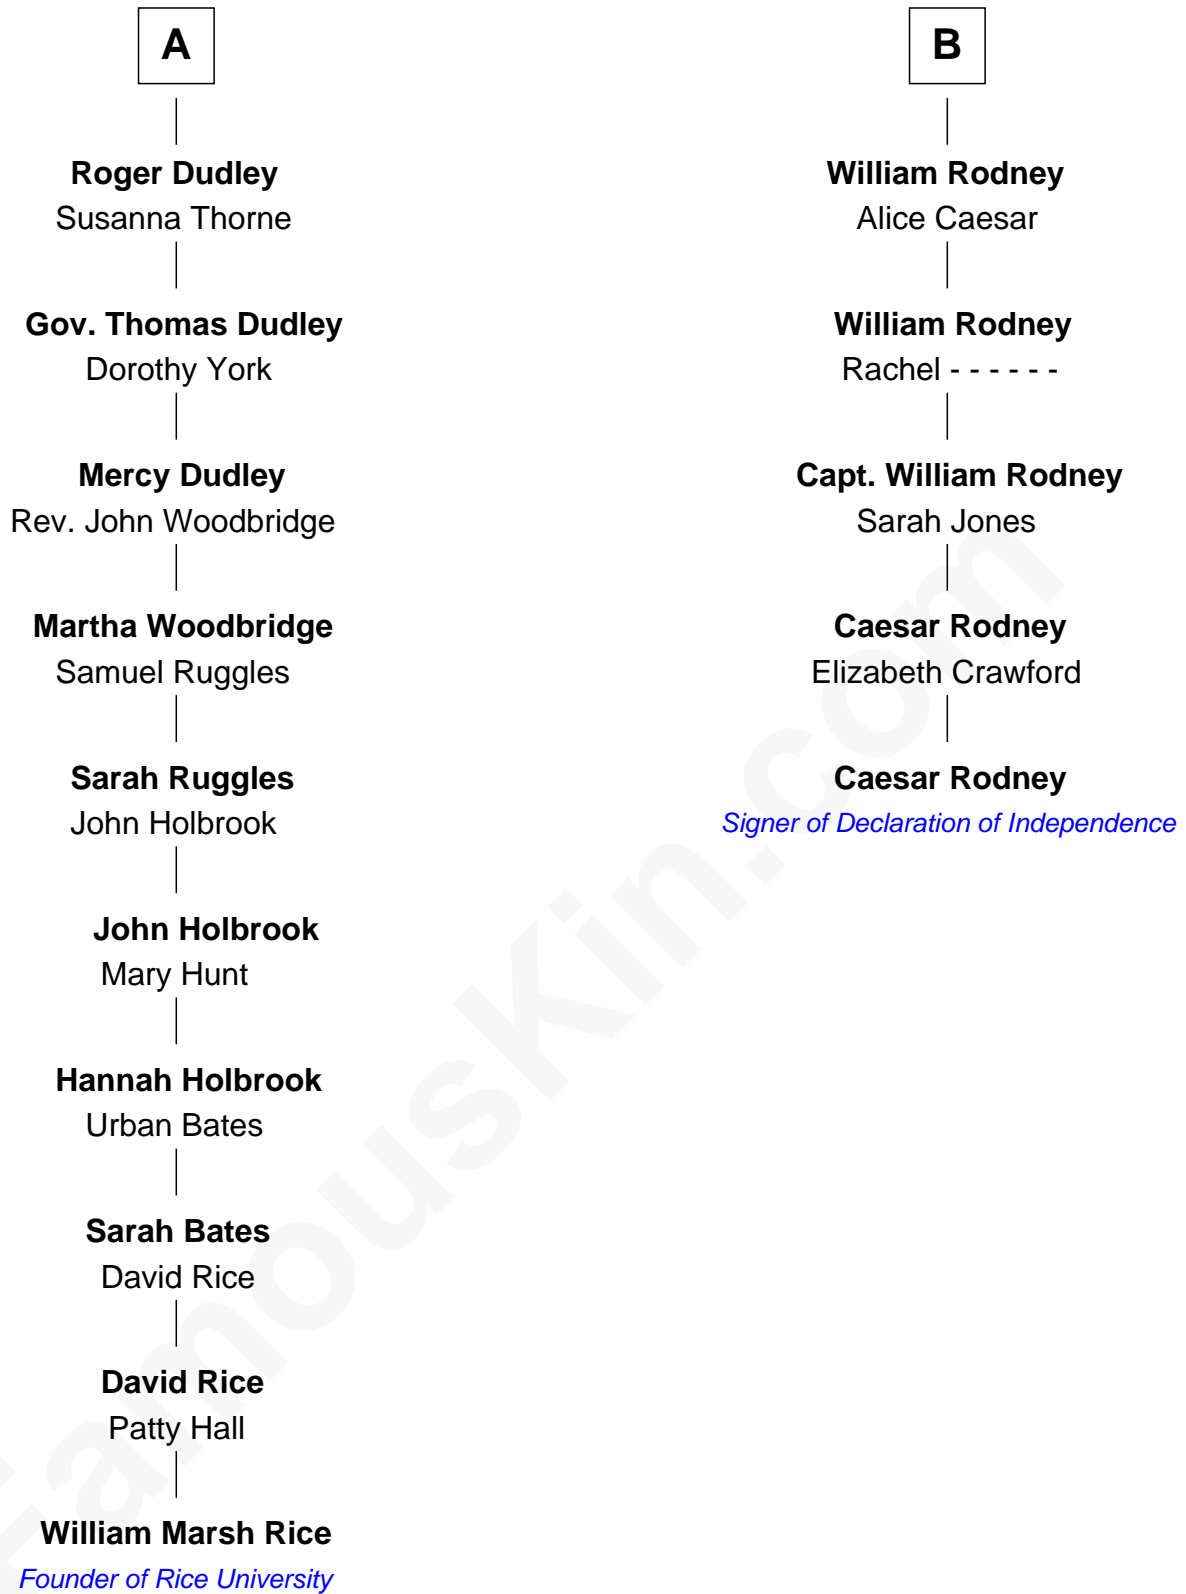 A
Roger Dudley
Susanna Thorne
Gov. Thomas Dudley
Dorothy York
Mercy Dudley
Rev. John Woodbridge
Martha Woodbridge
Samuel Ruggles
Sarah Ruggles
John Holbrook
John Holbrook
Mary Hunt
Hannah Holbrook
Urban Bates
Sarah Bates
David Rice
David Rice
Patty Hall
William Marsh Rice
Founder of Rice University
B
William Rodney
Alice Caesar
William Rodney
Rachel - - - - - -
Capt. William Rodney
Sarah Jones
Caesar Rodney
Elizabeth Crawford
Caesar Rodney
Signer of Declaration of Independence
FamousKin.com